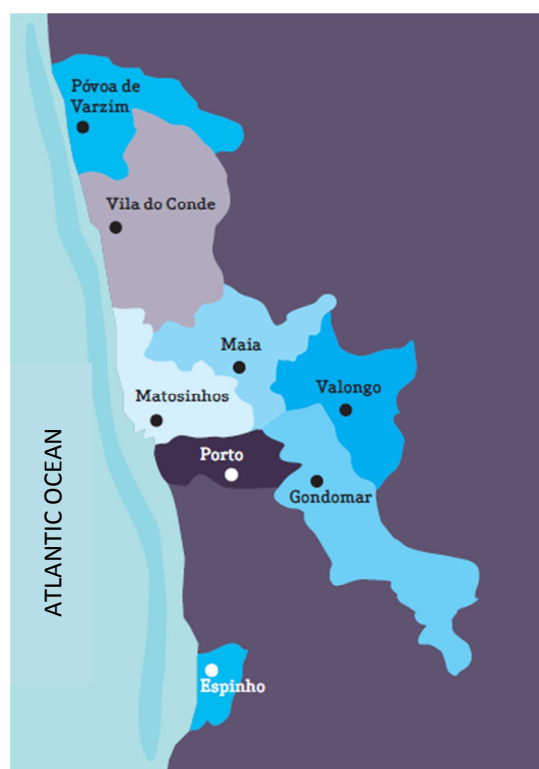 Póvoa de
Varzim
Vila do Conde
Maia
Valongo
Matosinhos
Porto
Gondomar
ATLANTIC OCEAN
Espinho